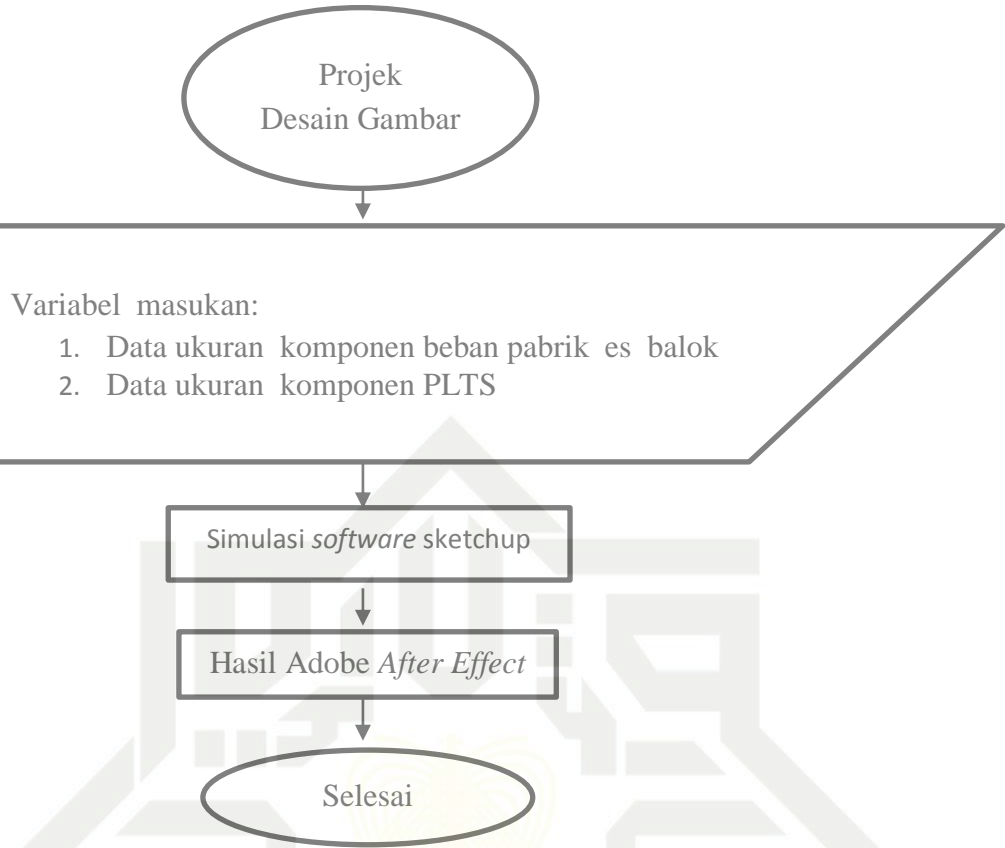 Projek
Desain Gambar
Variabel masukan:
1. Data ukuran komponen beban pabrik es balok
2. Data ukuran komponen PLTS
Simulasi software sketchup
Hasil Adobe After Effect
Selesai